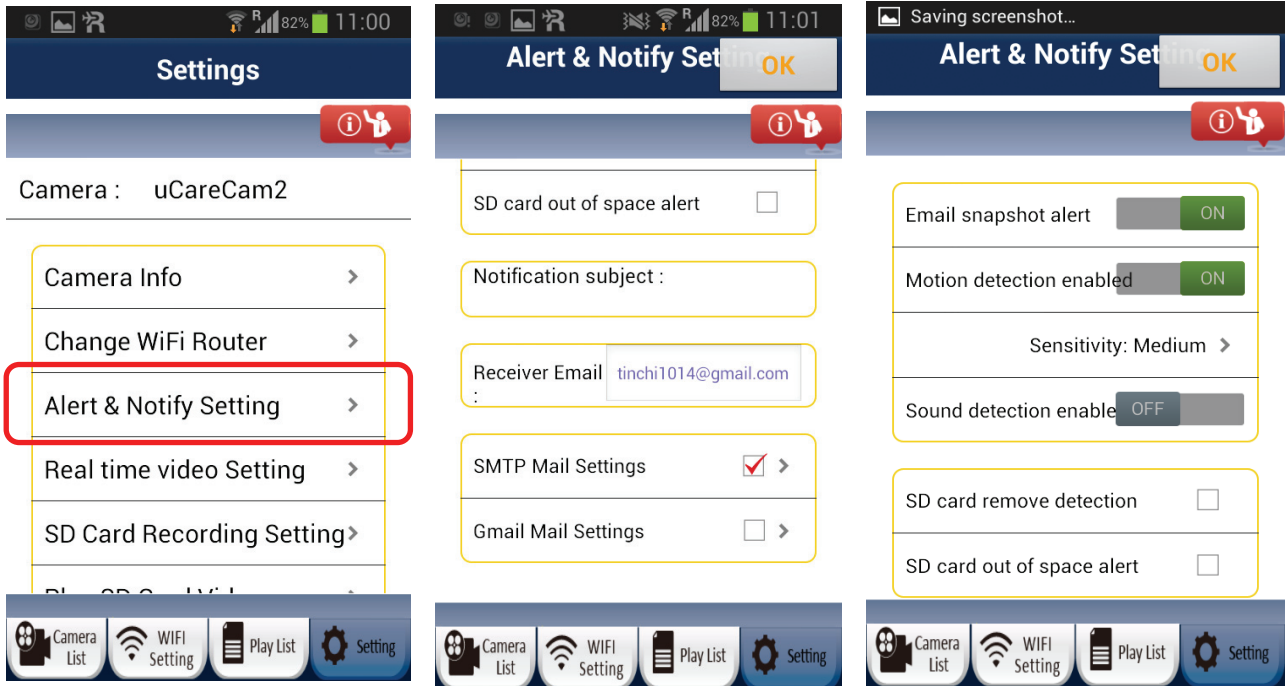 82% 11:00
Settings
Camera : uCareCam2
Camera Info
Change WiFi Router
Alert & Notify Setting
Real time video Setting
SD Card Recording Setting
Camera List
WIFI Setting
Play List
Setting
R 82% 11:01
Alert & Notify Set
OK
SD card out of space alert
Notification subject :
Receiver Email :
tinchi1014@gmail.com
SMTP Mail Settings
Gmail Mail Settings
Camera List
WIFI Setting
Play List
Setting
Saving screenshot...
Alert & Notify Set
OK
Email snapshot alert ON
Motion detection enabled ON
Sensitivity: Medium
Sound detection enable OFF
SD card remove detection
SD card out of space alert
Camera List
WIFI Setting
Play List
Setting